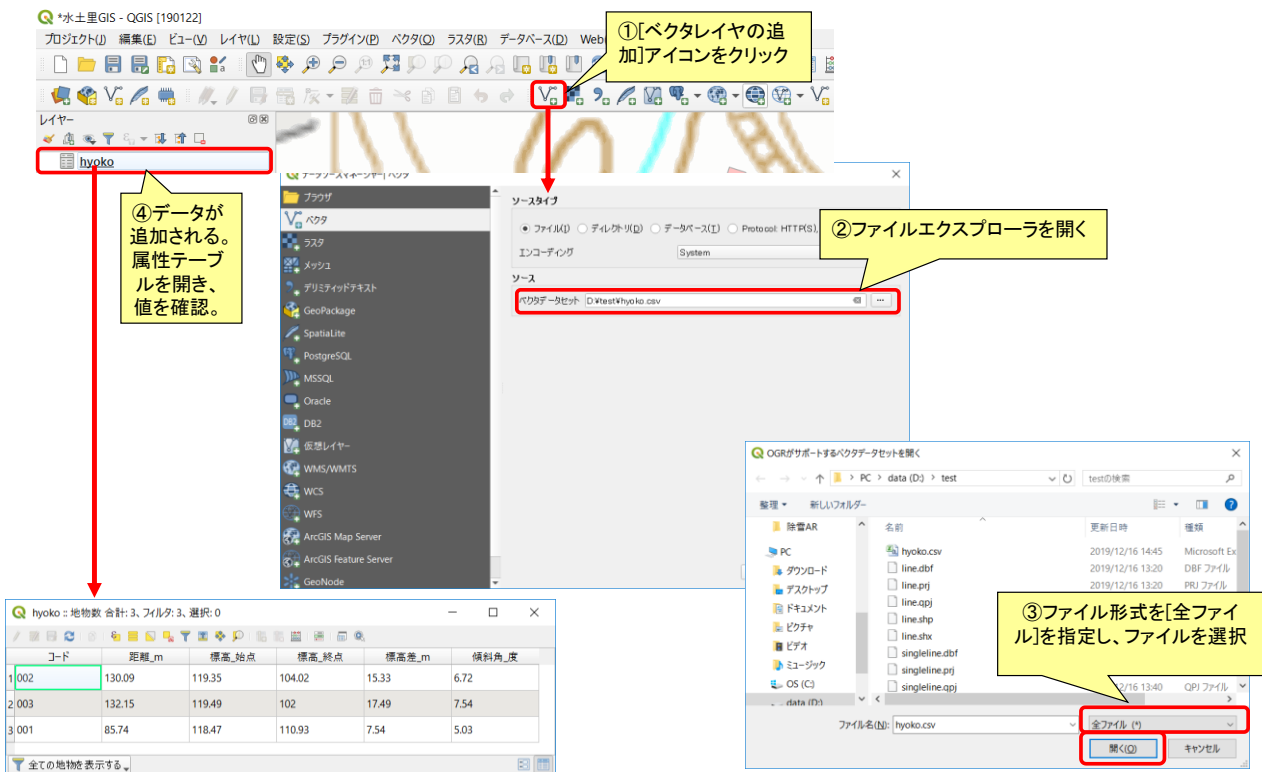 *水土里GIS - QGIS [190122]
プロジェクト(J) 編集(E) ビュー(V) レイヤ(L) 設定(S) プラグイン(P) ベクタ(O) ラスタ(R) データベース(D) Web
①[ベクタレイヤの追
加]アイコンをクリック
レイヤー
hyoko
④データが
追加される。
属性テーブ
ルを開き、
値を確認。
データソースマネージャー | ベクタ
ブラウザ
ベクタ
ラスタ
メッシュ
デリミティッドテキスト
GeoPackage
SpatiaLite
PostgreSQL
MSSQL
Oracle
DB2
仮想レイヤー
WMS/WMTS
WCS
WFS
ArcGIS Map Server
ArcGIS Feature Server
GeoNode
ソースタイプ
ファイル(I) ディレクトリ(D) データベース(T) Protocol: HTTP(S),
エンコーディング System
ソース
ベクタデータセット D:¥test¥hyoko.csv ...
②ファイルエクスプローラを開く
OGRがサポートするベクタデータセットを開く
PC > data (D:) > test testの検索
整理 新しいフォルダー
除雪AR
PC
ダウンロード
デスクトップ
ドキュメント
ピクチャ
ビデオ
ミュージック
OS (C:)
data (D:)
名前 更新日時 種類
hyoko.csv 2019/12/16 14:45 Microsoft Ex
line.dbf 2019/12/16 13:20 DBF ファイル
line.prj 2019/12/16 13:20 PRJ ファイル
line.qpj
line.shp
line.shx
singleline.dbf
singleline.prj
singleline.qpj 12/16 13:40 QPJ ファイル
③ファイル形式を[全ファイ
ル]を指定し、ファイルを選択
ファイル名(N): hyoko.csv 全ファイル (*)
開く(O) キャンセル
hyoko :: 地物数 合計: 3、フィルタ: 3、選択: 0
コード 距離_m 標高_始点 標高_終点 標高差_m 傾斜角_度
1 002 130.09 119.35 104.02 15.33 6.72
2 003 132.15 119.49 102 17.49 7.54
3 001 85.74 118.47 110.93 7.54 5.03
全ての地物を表示する